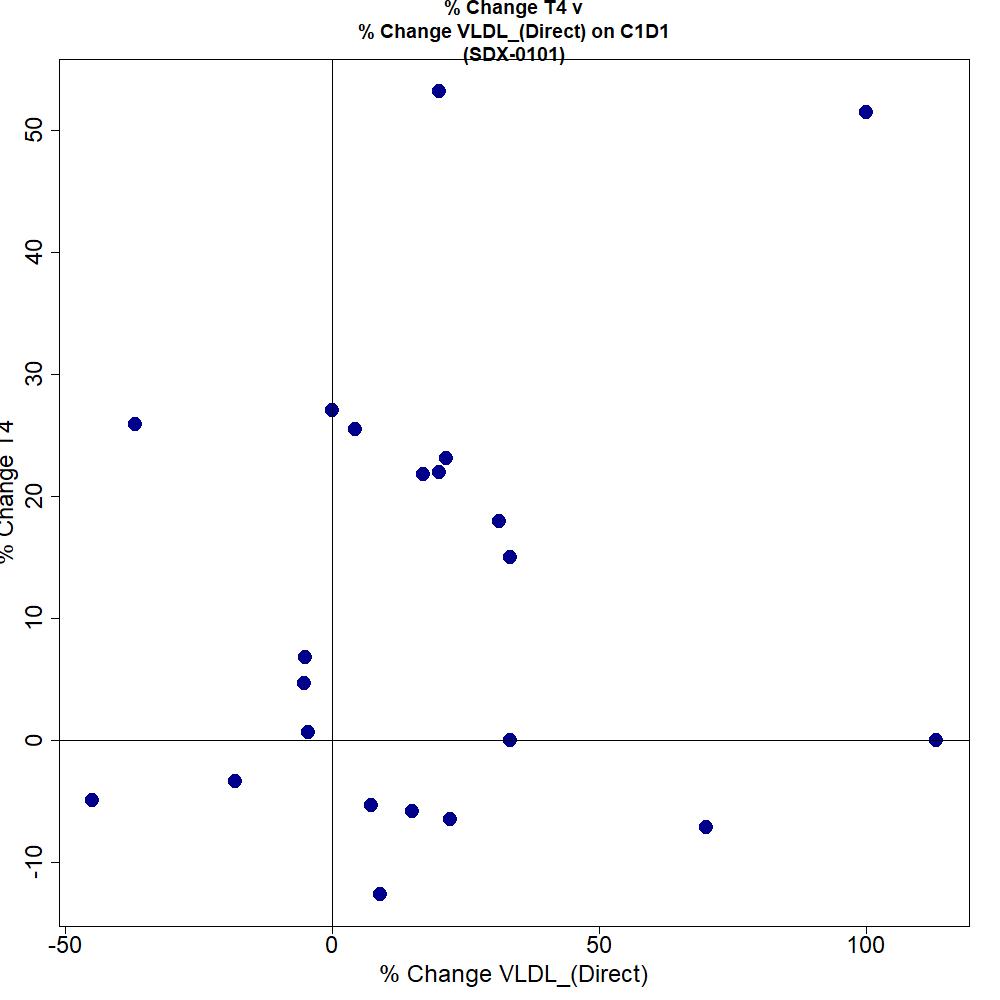 % Change T4 v
% Change VLDL_(Direct) on C1D1
(SDX-0101)
50
40
30
20
10
0
-10
% Change T4
-50 0 50 100
% Change VLDL_(Direct)